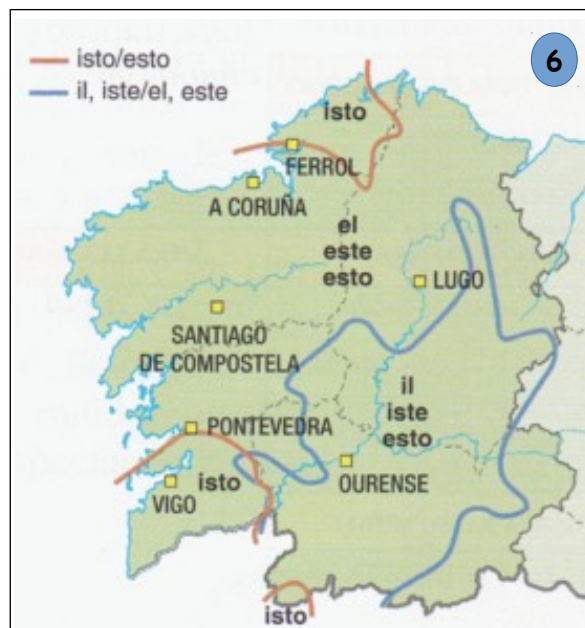 isto/esto
il, iste/el, este
6
isto
FERROL
A CORUÑA
el
este
esto
LUGO
SANTIAGO
DE COMPOSTELA
il
iste
esto
PONTEVEDRA
isto
OURENSE
VIGO
isto